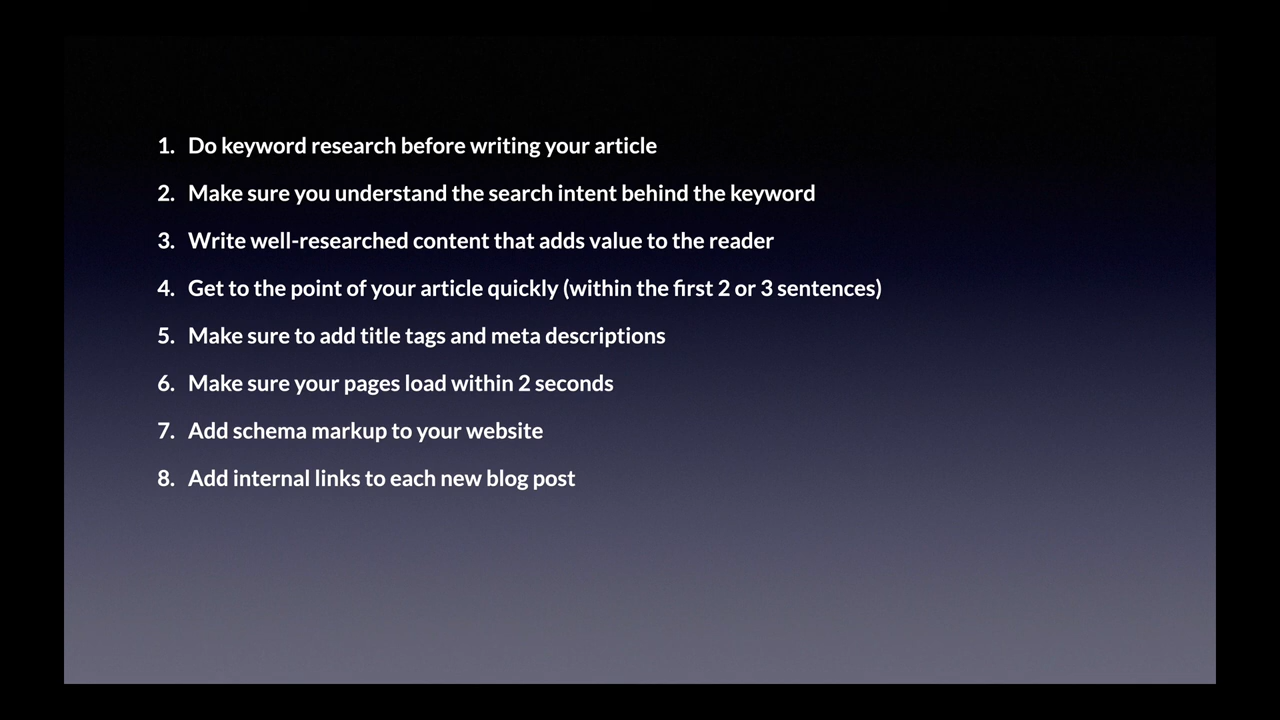 1. Do keyword research before writing your article
2. Make sure you understand the search intent behind the keyword
3. Write well-researched content that adds value to the reader
4. Get to the point of your article quickly (within the first 2 or 3 sentences)
5. Make sure to add title tags and meta descriptions
6. Make sure your pages load within 2 seconds
7. Add schema markup to your website
8. Add internal links to each new blog post